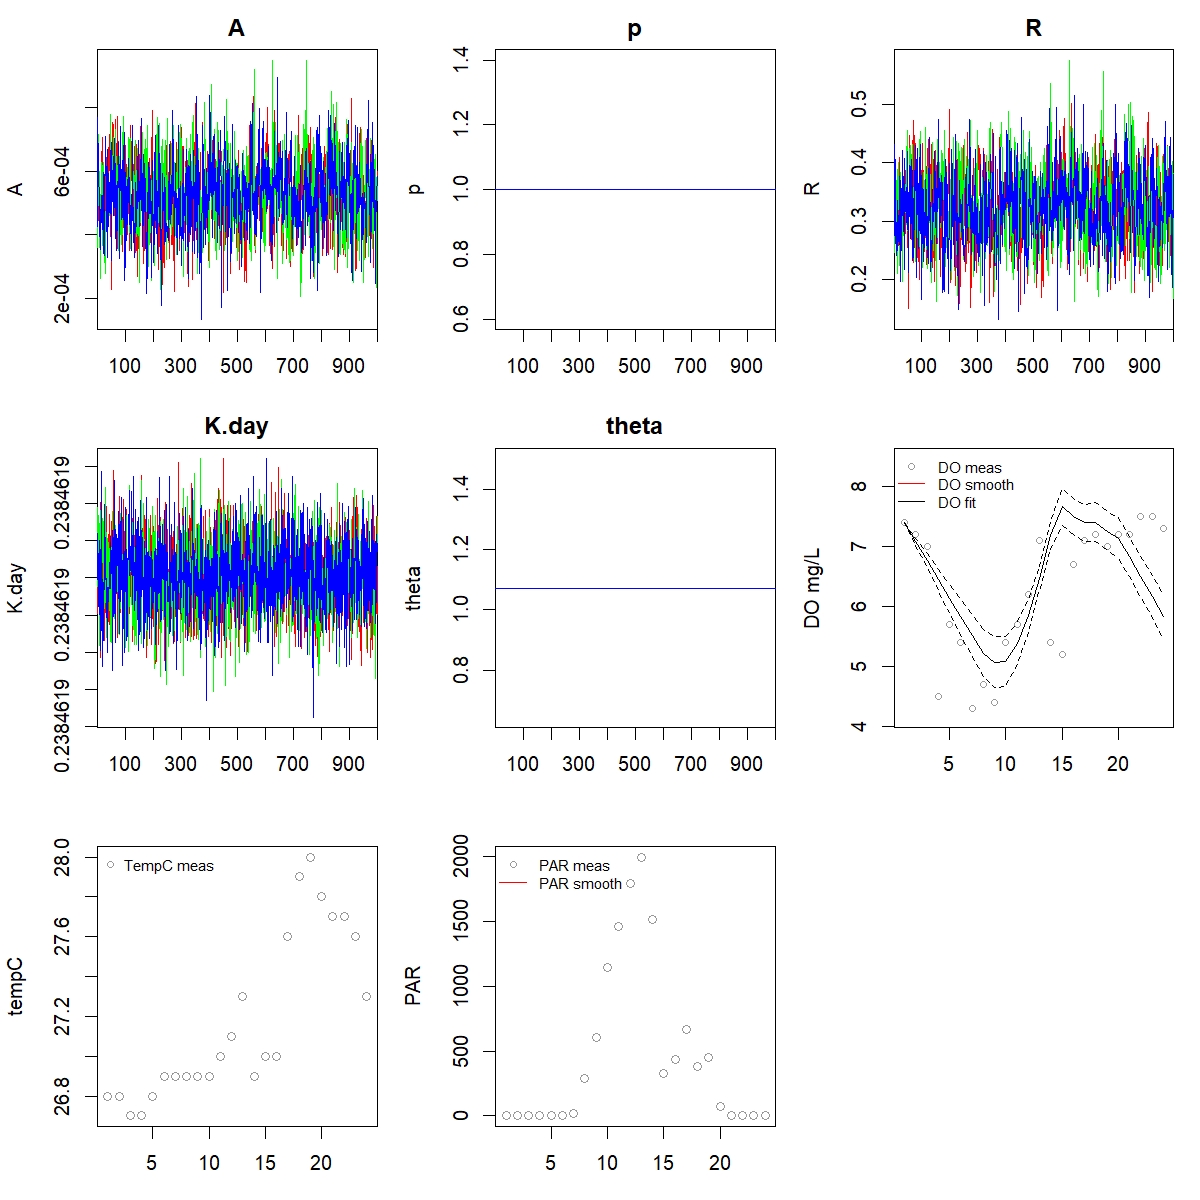 A
A
2e-04
6e-04
100 300 500 700 900
p
p
0.6
0.8
1.0
1.2
1.4
100 300 500 700 900
R
R
0.2
0.3
0.4
0.5
100 300 500 700 900
K.day
K.day
0.2384619
0.2384619
0.2384619
0.2384619
100 300 500 700 900
theta
theta
0.8
1.0
1.2
1.4
100 300 500 700 900
DO mg/L
4
5
6
7
8
DO meas
DO smooth
DO fit
5 10 15 20
tempC
26.8
27.2
27.6
28.0
TempC meas
5 10 15 20
PAR
0
500
1000
1500
2000
PAR meas
PAR smooth
5 10 15 20